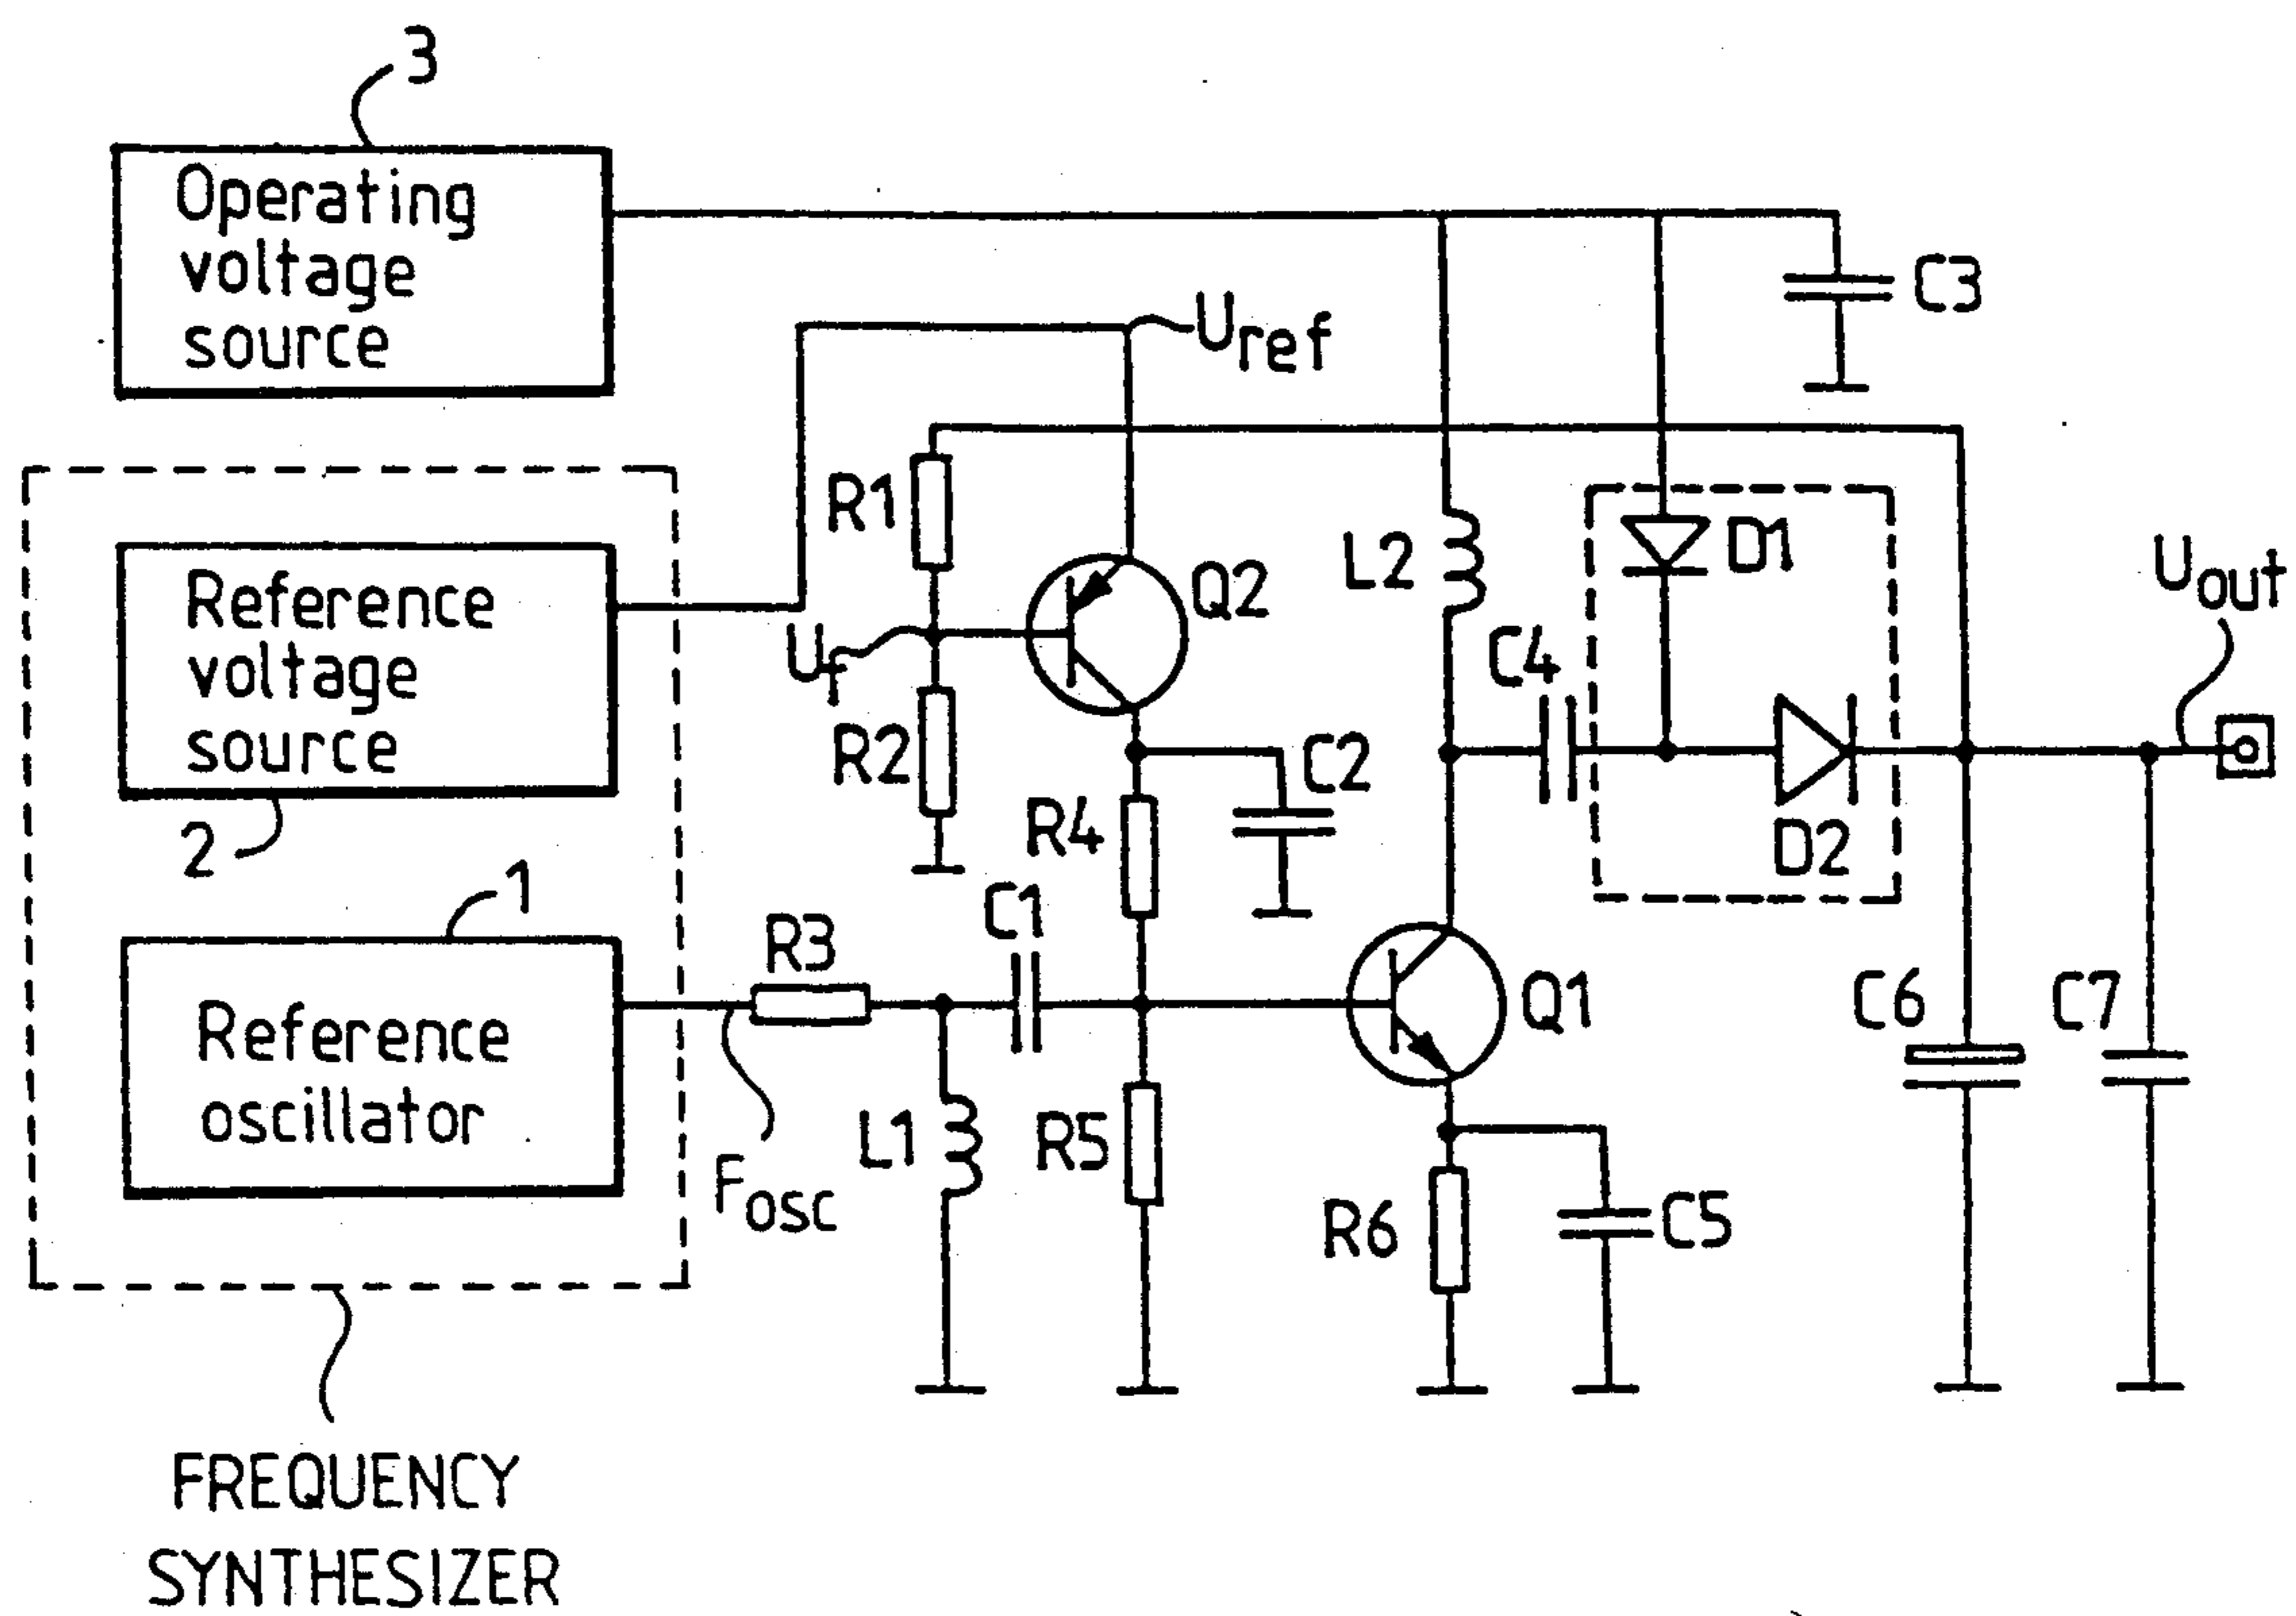 3
Operating
voltage
source
C3
Uref
R1
Q2
L2
D1
Uout
Reference
voltage
source
Uf
C4
R2
C2
D2
2
R4
1
C1
R3
Reference
oscillator
Q1
C6
C7
L1
R5
Fosc
R6
C5
FREQUENCY
SYNTHESIZER